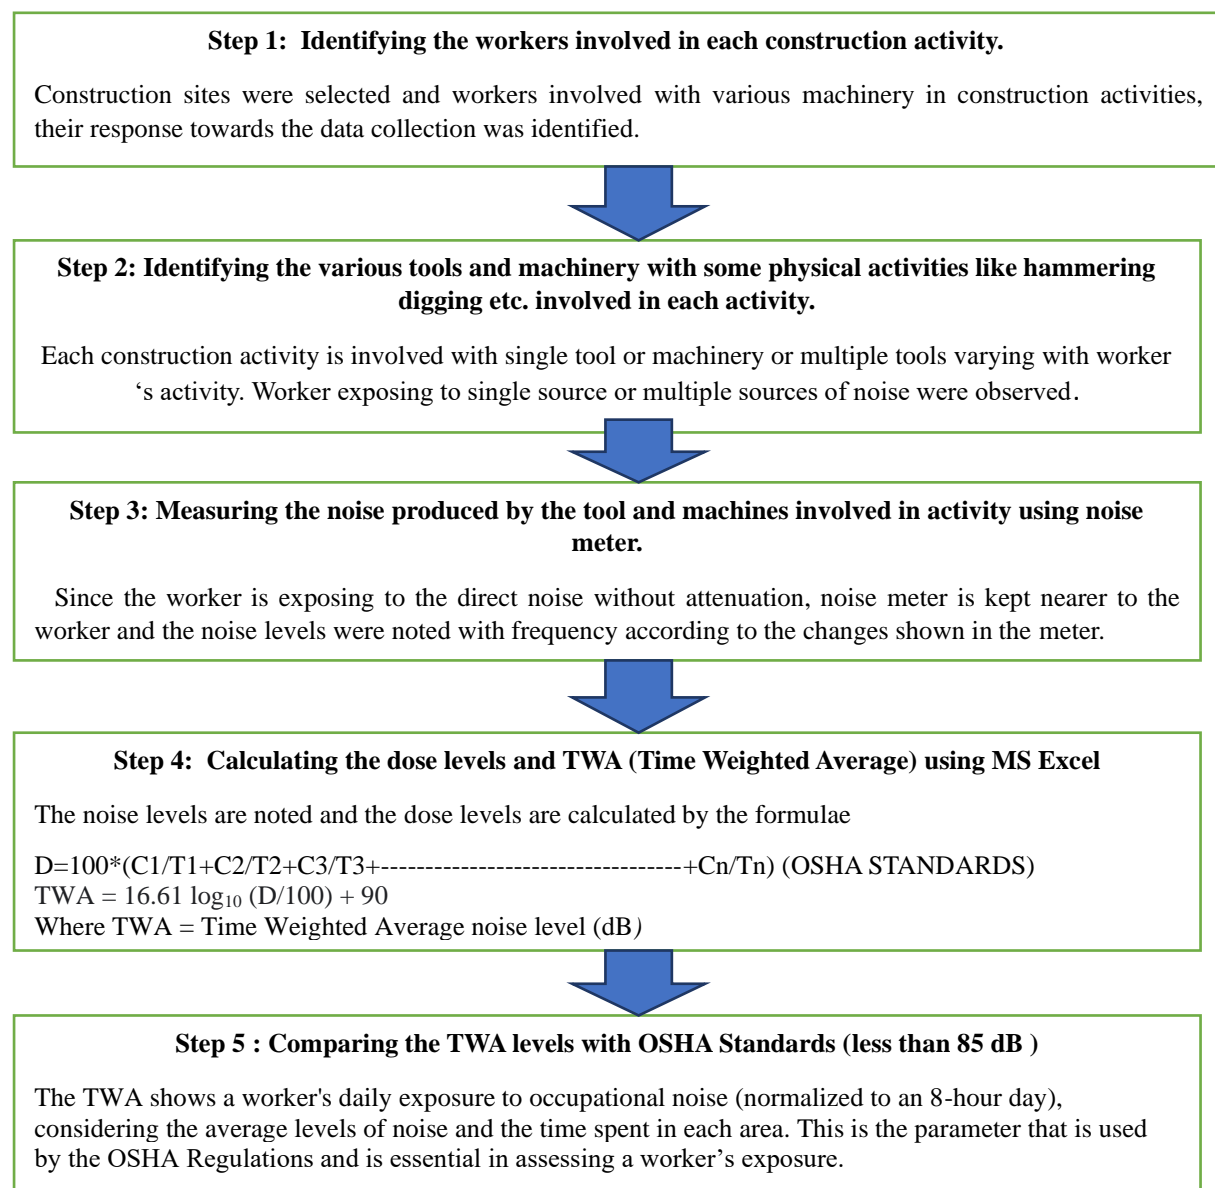 Step 1: Identifying the workers involved in each construction activity.
Construction sites were selected and workers involved with various machinery in construction activities,
their response towards the data collection was identified.
Step 2: Identifying the various tools and machinery with some physical activities like hammering
digging etc. involved in each activity.
Each construction activity is involved with single tool or machinery or multiple tools varying with worker
‘s activity. Worker exposing to single source or multiple sources of noise were observed.
Step 3: Measuring the noise produced by the tool and machines involved in activity using noise
meter.
Since the worker is exposing to the direct noise without attenuation, noise meter is kept nearer to the
worker and the noise levels were noted with frequency according to the changes shown in the meter.
Step 4: Calculating the dose levels and TWA (Time Weighted Average) using MS Excel
The noise levels are noted and the dose levels are calculated by the formulae
D=100*(C1/T1+C2/T2+C3/T3+----------------------------------+Cn/Tn) (OSHA STANDARDS)
TWA = 16.61 log₁₀ (D/100) + 90
Where TWA = Time Weighted Average noise level (dB)
Step 5 : Comparing the TWA levels with OSHA Standards (less than 85 dB )
The TWA shows a worker's daily exposure to occupational noise (normalized to an 8-hour day),
considering the average levels of noise and the time spent in each area. This is the parameter that is used
by the OSHA Regulations and is essential in assessing a worker’s exposure.